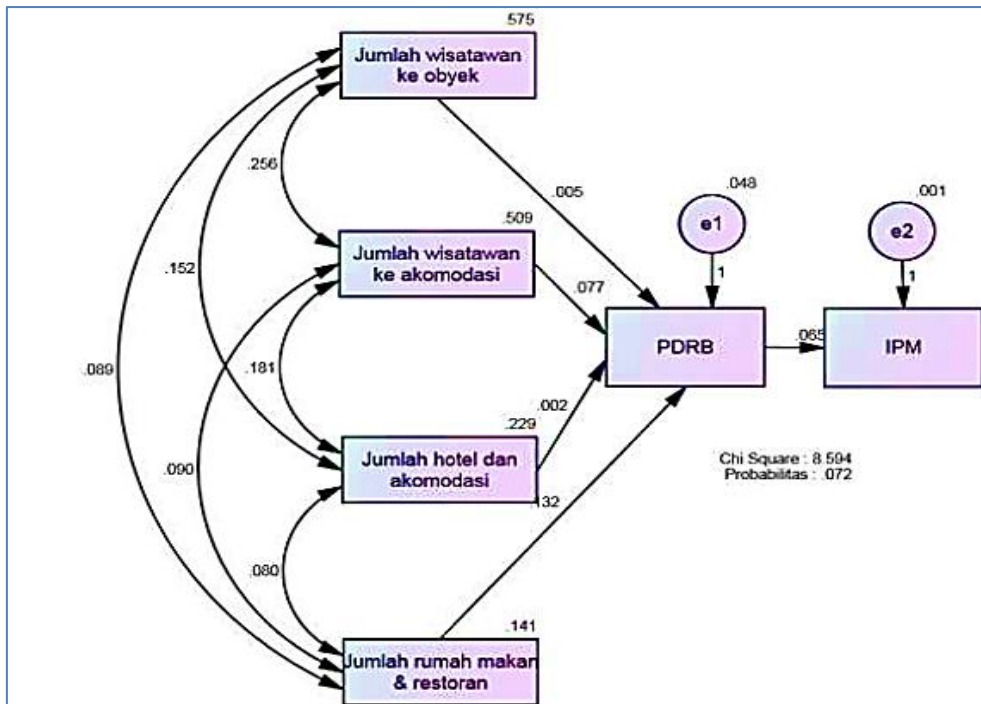 .575
Jumlah wisatawan
ke obyek
.256
.005
.048
.001
e1
e2
.509
Jumlah wisatawan
ke akomodasi
.152
.077
1
1
PDRB
.065
IPM
.089
.181
.002
.229
Jumlah hotel dan
akomodasi
Chi Square : 8.594
Probabilitas : .072
.090
.132
.080
.141
Jumlah rumah makan
& restoran